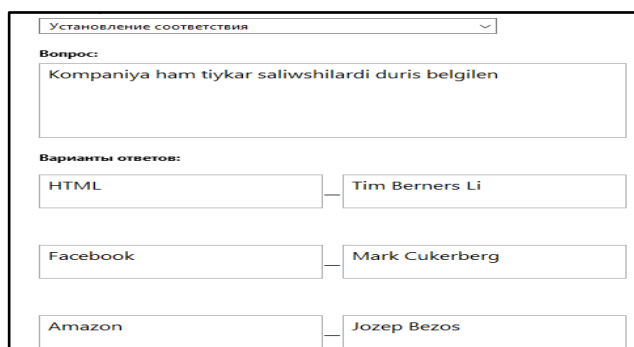 Установление соответствия
Вопрос:
Kompaniya ham tiykar saliwshilardi duris belgilen
Варианты ответов:
HTML — Tim Berners Li
Facebook — Mark Cukerberg
Amazon — Jozep Bezos